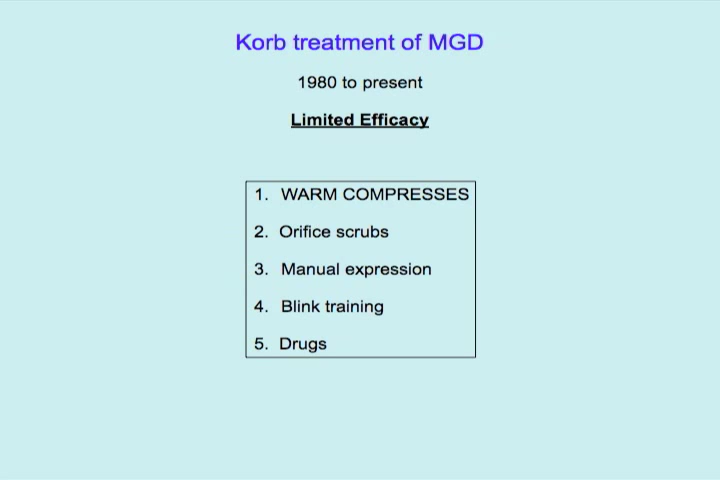 Korb treatment of MGD
1980 to present
Limited Efficacy
1. WARM COMPRESSES
2. Orifice scrubs
3. Manual expression
4. Blink training
5. Drugs